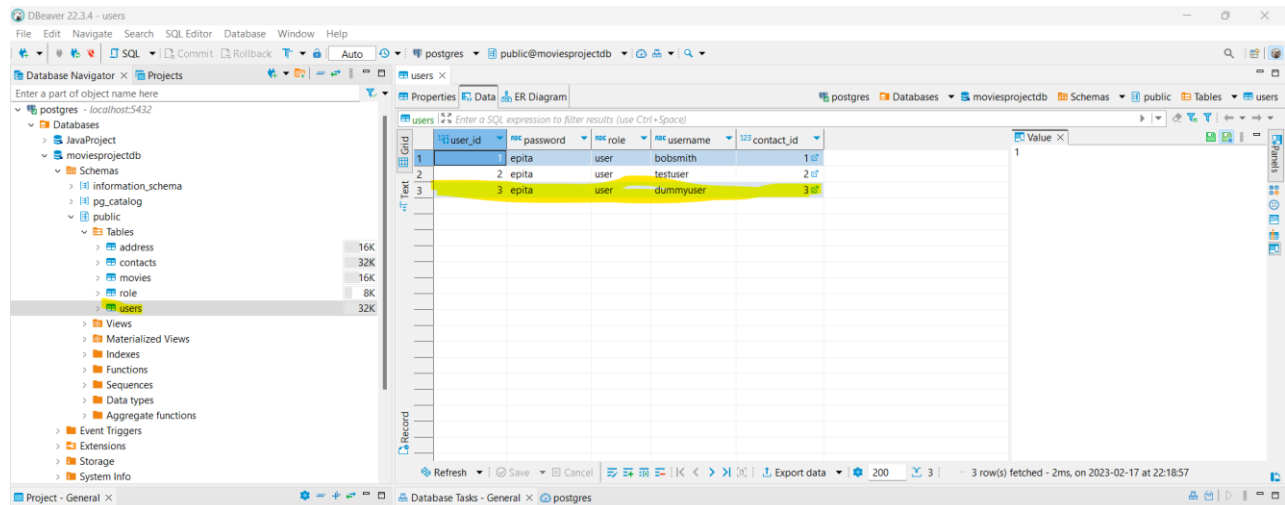 DBeaver 22.3.4 - users
File Edit Navigate Search SQL Editor Database Window Help
SQL Commit Rollback Auto postgres public@moviesprojectdb
Database Navigator Projects
Enter a part of object name here
postgres - localhost:5432
Databases
JavaProject
moviesprojectdb
Schemas
information_schema
pg_catalog
public
Tables
address 16K
contacts 32K
movies 16K
role 8K
users 32K
Views
Materialized Views
Indexes
Functions
Sequences
Data types
Aggregate functions
Event Triggers
Extensions
Storage
System Info
Project - General
users
Properties Data ER Diagram
postgres Databases moviesprojectdb Schemas public Tables users
users Enter a SQL expression to filter results (use Ctrl+Space)
Grid
Text
Record
123 user_id ABC password ABC role ABC username 123 contact_id
1 1 epita user bobsmith 1
2 2 epita user testuser 2
3 3 epita user dummyuser 3
Value
1
Panels
Refresh Save Cancel Export data 200 3 3 row(s) fetched - 2ms, on 2023-02-17 at 22:18:57
Database Tasks - General postgres